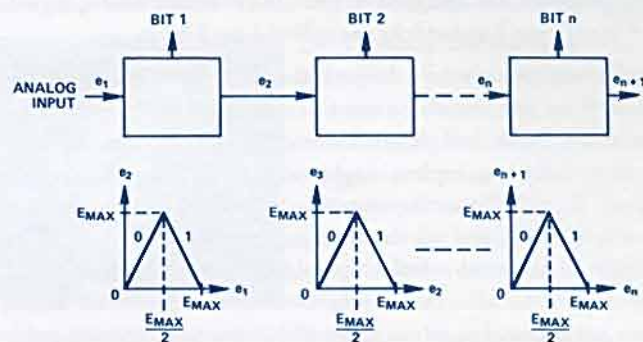 BIT 1 BIT 2 BIT n
ANALOG INPUT e1 e2 en en+1
e2 e3 en+1
EMAX EMAX EMAX
0 1 0 1 0 1
0 EMAX e1 0 EMAX e2 0 EMAX en
EMAX/2 EMAX/2 EMAX/2